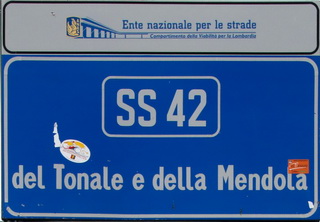 Ente nazionale per le strade
Compartimento della Viabilità per la Lombardia
SS 42
del Tonale e della Mendola